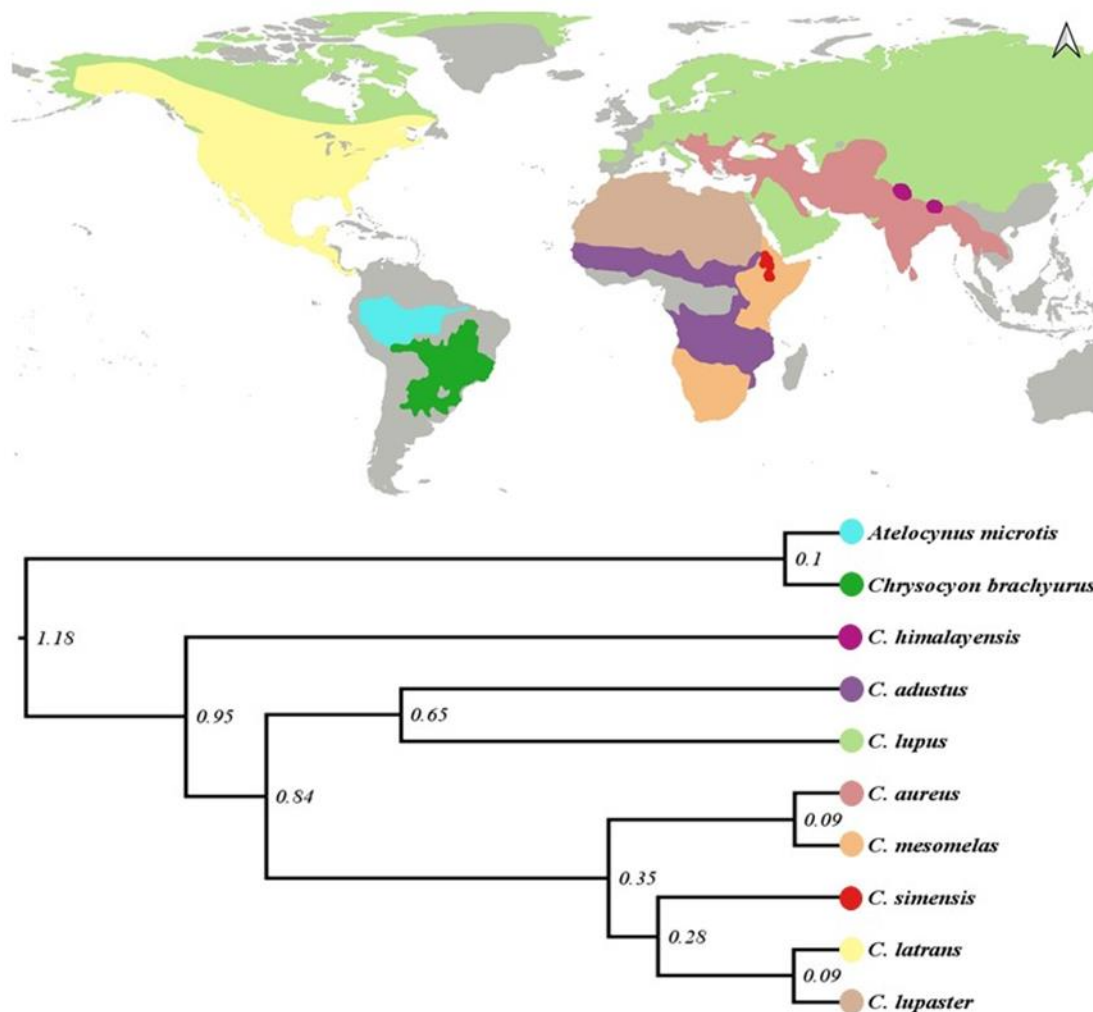 Atelocynus microtis
0.1
Chrysocyon brachyurus
1.18
C. himalayensis
0.95
C. adustus
0.65
C. lupus
0.84
C. aureus
0.09
C. mesomelas
0.35
C. simensis
0.28
C. latrans
0.09
C. lupaster